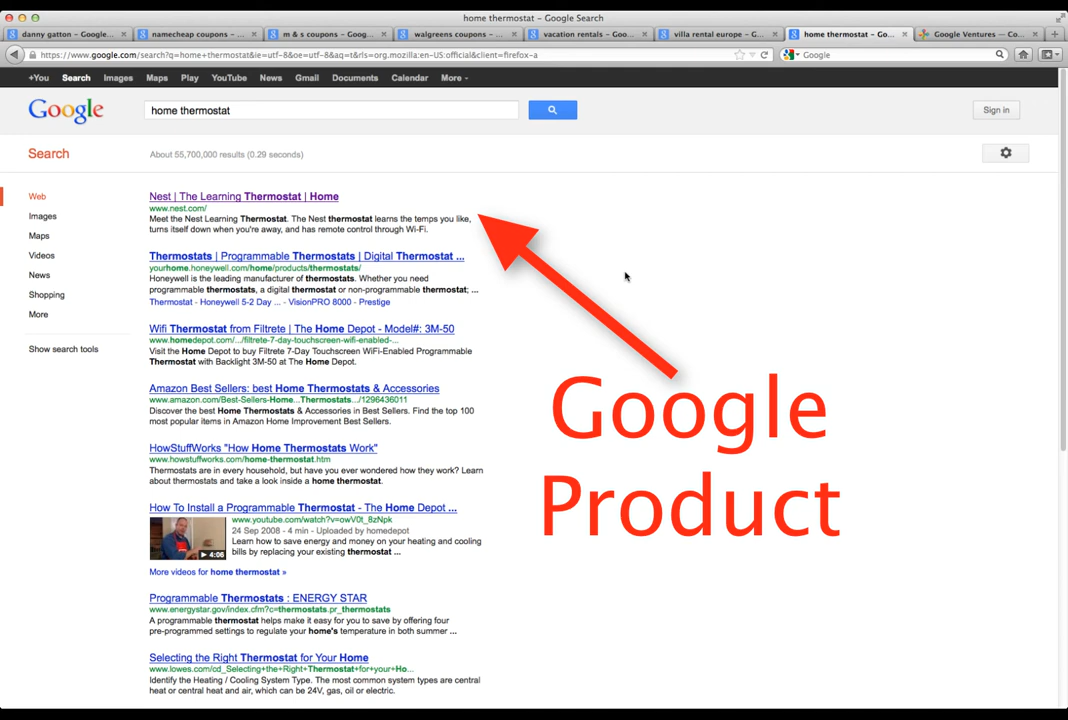 home thermostat – Google Search
danny gatton – Google...
namecheap coupons – ...
m & s coupons – Goog...
walgreens coupons – ...
vacation rentals – Goo...
villa rental europe – G...
home thermostat – Go...
Google Ventures — Co...
https://www.google.com/search?q=home+thermostat&ie=utf-8&oe=utf-8&aq=t&rls=org.mozilla:en-US:official&client=firefox-a
Google
+You Search Images Maps Play YouTube News Gmail Documents Calendar More
Google
home thermostat
Sign in
Search
About 55,700,000 results (0.29 seconds)
Web
Images
Maps
Videos
News
Shopping
More
Show search tools
Nest | The Learning Thermostat | Home
www.nest.com/
Meet the Nest Learning Thermostat. The Nest thermostat learns the temps you like,
turns itself down when you're away, and has remote control through Wi-Fi.
Thermostats | Programmable Thermostats | Digital Thermostat ...
yourhome.honeywell.com/home/products/thermostats/
Honeywell is the leading manufacturer of thermostats. Whether you need
programmable thermostats, a digital thermostat or non-programmable thermostat; ...
Thermostat - Honeywell 5-2 Day ... - VisionPRO 8000 - Prestige
Wifi Thermostat from Filtrete | The Home Depot - Model#: 3M-50
www.homedepot.com/.../filtrete-7-day-touchscreen-wifi-enabled-...
Visit the Home Depot to buy Filtrete 7-Day Touchscreen WiFi-Enabled Programmable
Thermostat with Backlight 3M-50 at The Home Depot.
Amazon Best Sellers: best Home Thermostats & Accessories
www.amazon.com/Best-Sellers-Home...Thermostats.../1296436011
Discover the best Home Thermostats & Accessories in Best Sellers. Find the top 100
most popular items in Amazon Home Improvement Best Sellers.
HowStuffWorks "How Home Thermostats Work"
www.howstuffworks.com/home-thermostat.htm
Thermostats are in every household, but have you ever wondered how they work? Learn
about thermostats and take a look inside a home thermostat.
How To Install a Programmable Thermostat - The Home Depot ...
www.youtube.com/watch?v=owV0t_8zNpk
24 Sep 2008 - 4 min - Uploaded by homedepot
Learn how to save energy and money on your heating and cooling
bills by replacing your existing thermostat ...
4:06
More videos for home thermostat »
Programmable Thermostats : ENERGY STAR
www.energystar.gov/index.cfm?c=thermostats.pr_thermostats
A programmable thermostat helps make it easy for you to save by offering four
pre-programmed settings to regulate your home's temperature in both summer ...
Selecting the Right Thermostat for Your Home
www.lowes.com/cd_Selecting+the+Right+Thermostat+for+your+Ho...
Identify the Heating / Cooling System Type. The most common system types are central
heat or central heat and air, which can be 24V, gas, oil or electric.
Google
Product